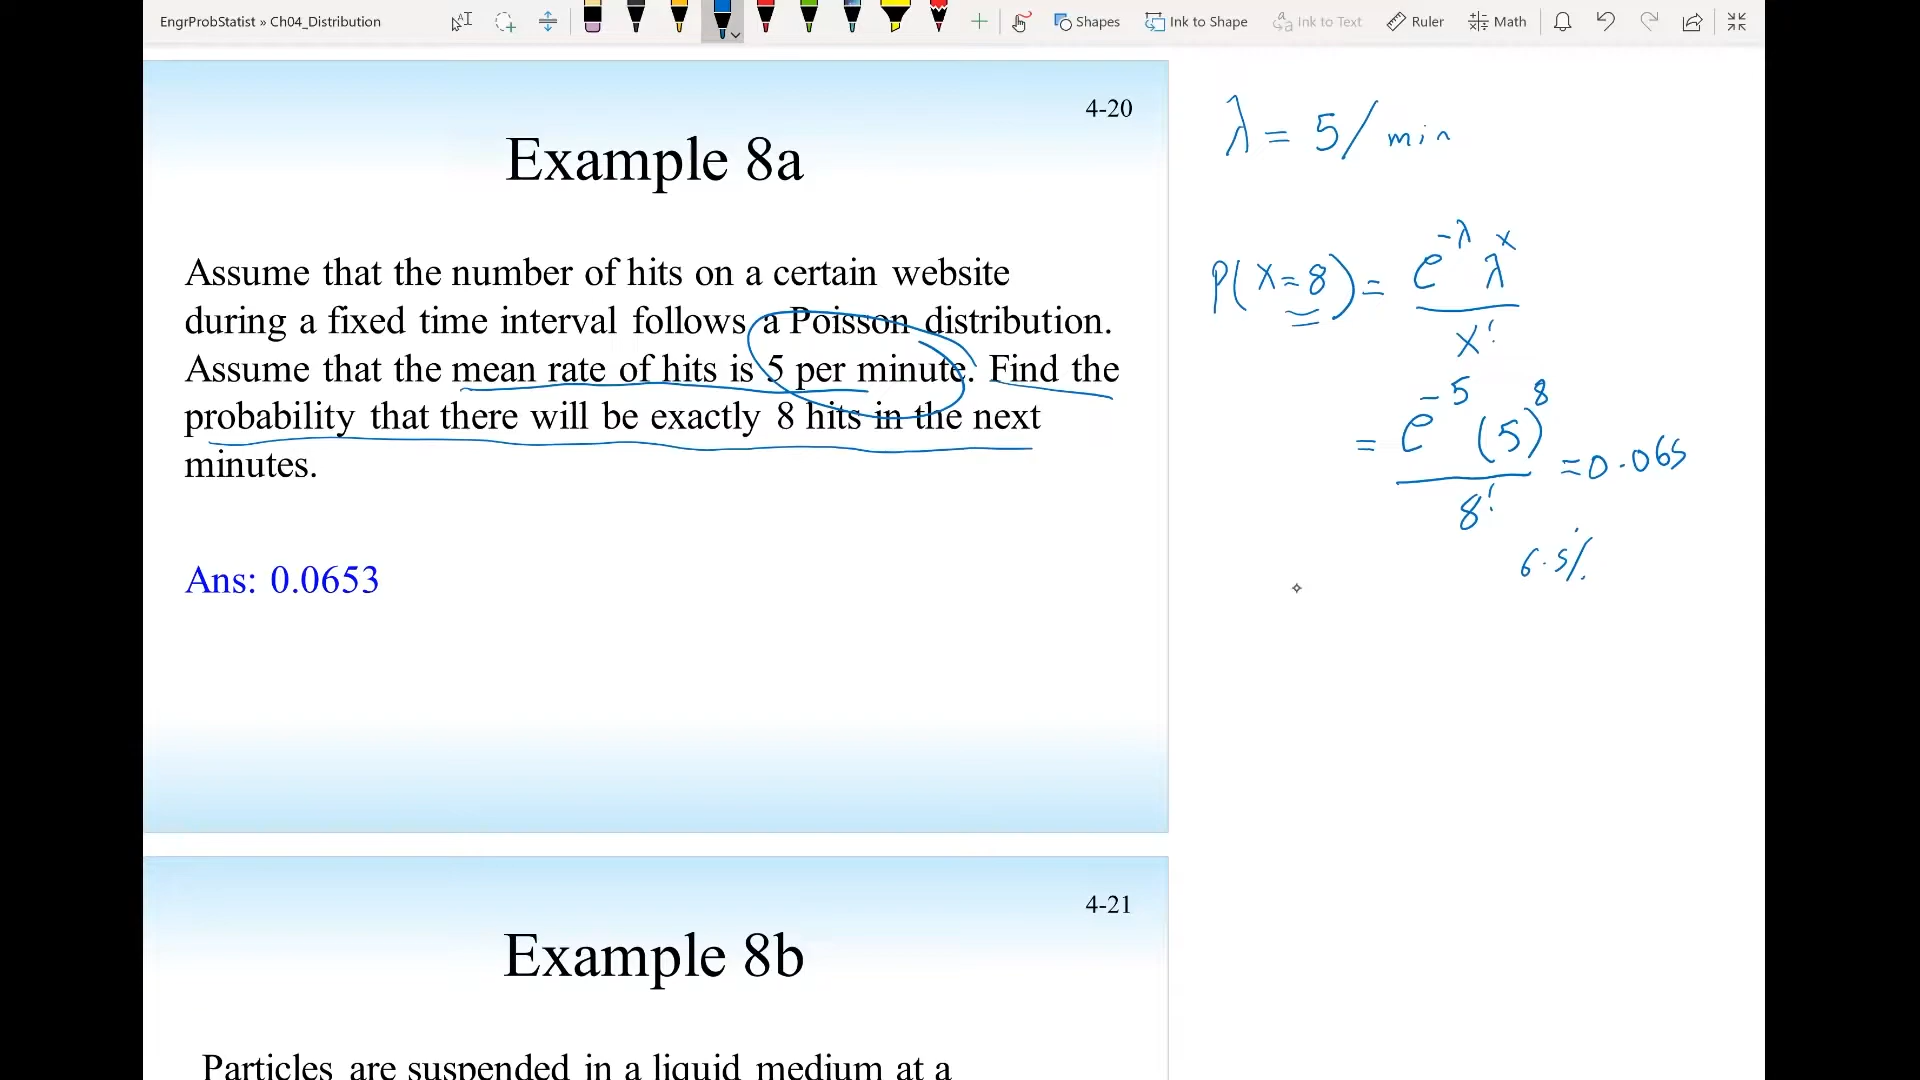 EngrProbStatist » Ch04_Distribution
Shapes
Ink to Shape
Ink to Text
Ruler
Math
4-20
Example 8a
Assume that the number of hits on a certain website
during a fixed time interval follows a Poisson distribution.
Assume that the mean rate of hits is 5 per minute. Find the
probability that there will be exactly 8 hits in the next
minutes.
Ans: 0.0653
λ = 5/min
P(X=8) = e^-λ λ^x / x!
= e^-5 (5)^8 / 8! = 0.065
6.5%
4-21
Example 8b
Particles are suspended in a liquid medium at a